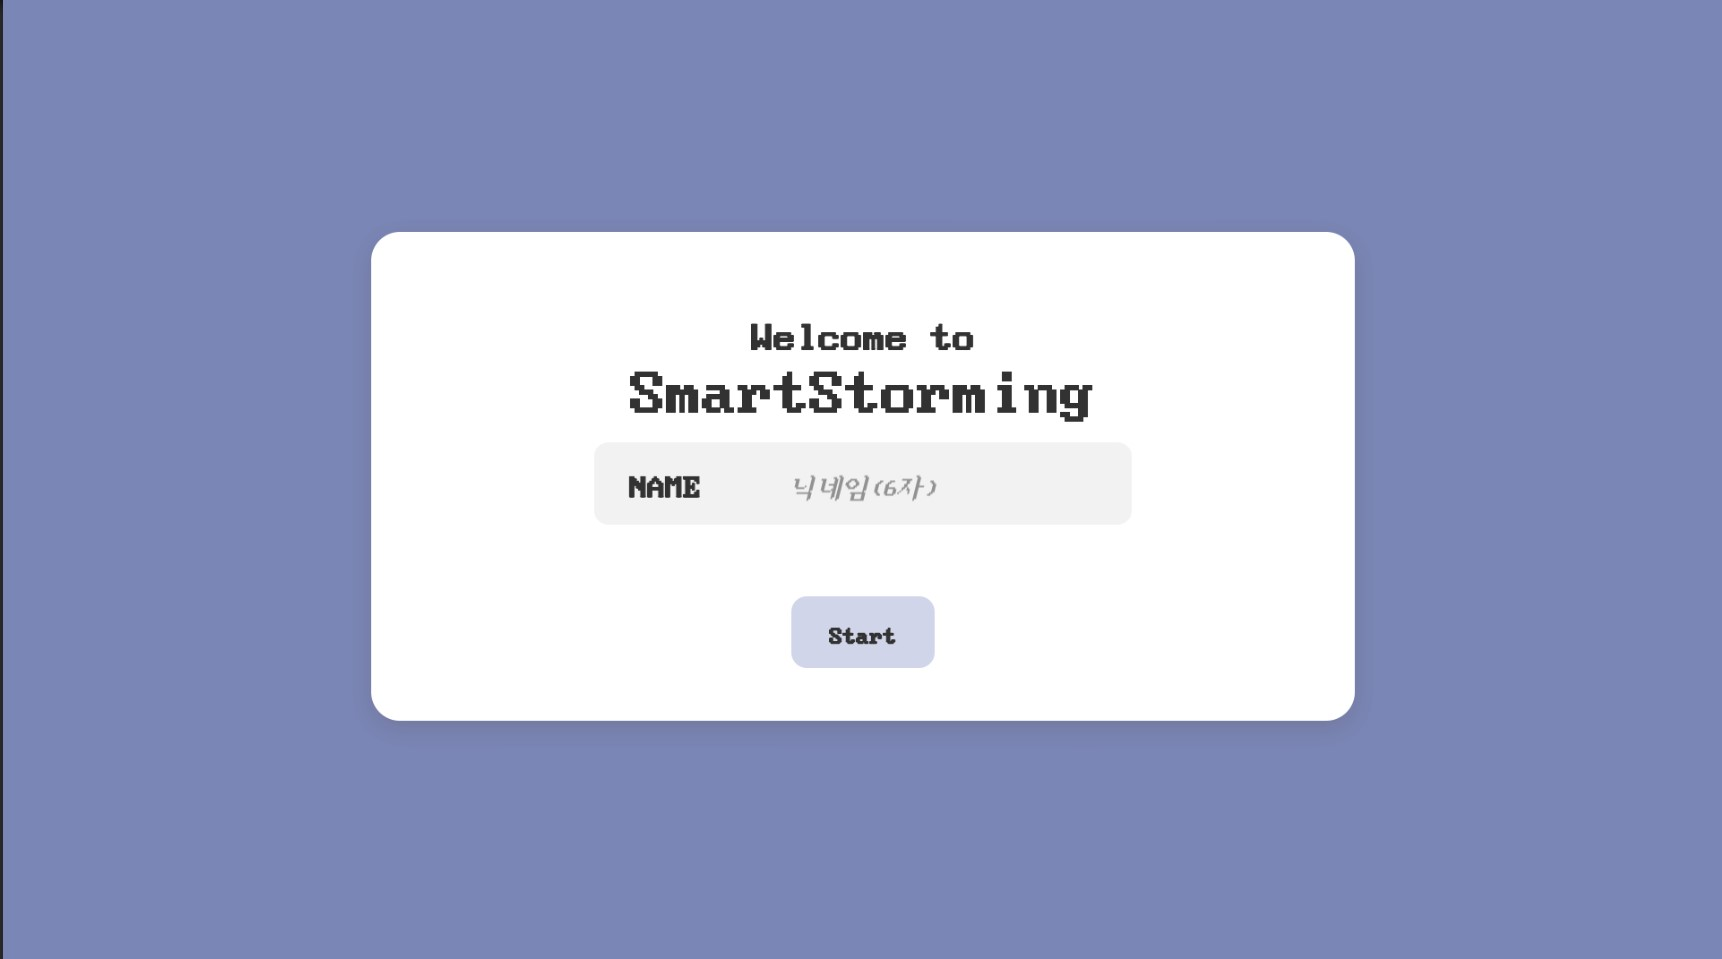 Welcome to
SmartStorming
NAME 닉네임(6자)
Start